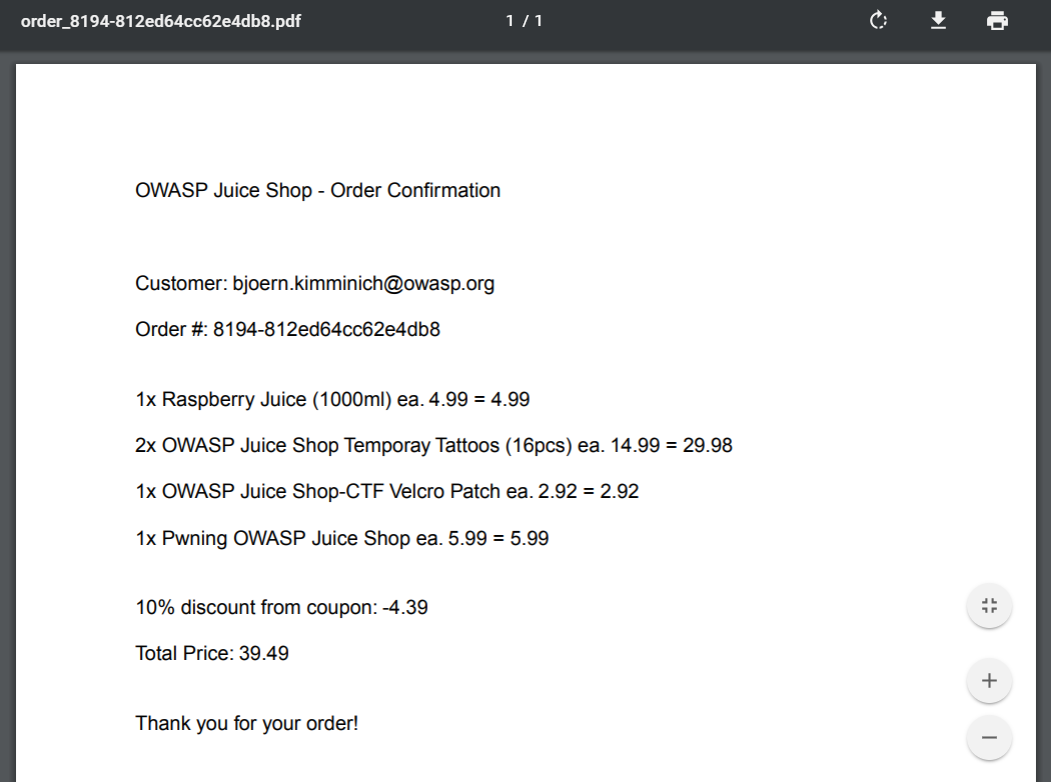 order_8194-812ed64cc62e4db8.pdf 1 / 1
OWASP Juice Shop - Order Confirmation
Customer: bjoern.kimminich@owasp.org
Order #: 8194-812ed64cc62e4db8
1x Raspberry Juice (1000ml) ea. 4.99 = 4.99
2x OWASP Juice Shop Temporay Tattoos (16pcs) ea. 14.99 = 29.98
1x OWASP Juice Shop-CTF Velcro Patch ea. 2.92 = 2.92
1x Pwning OWASP Juice Shop ea. 5.99 = 5.99
10% discount from coupon: -4.39
Total Price: 39.49
Thank you for your order!